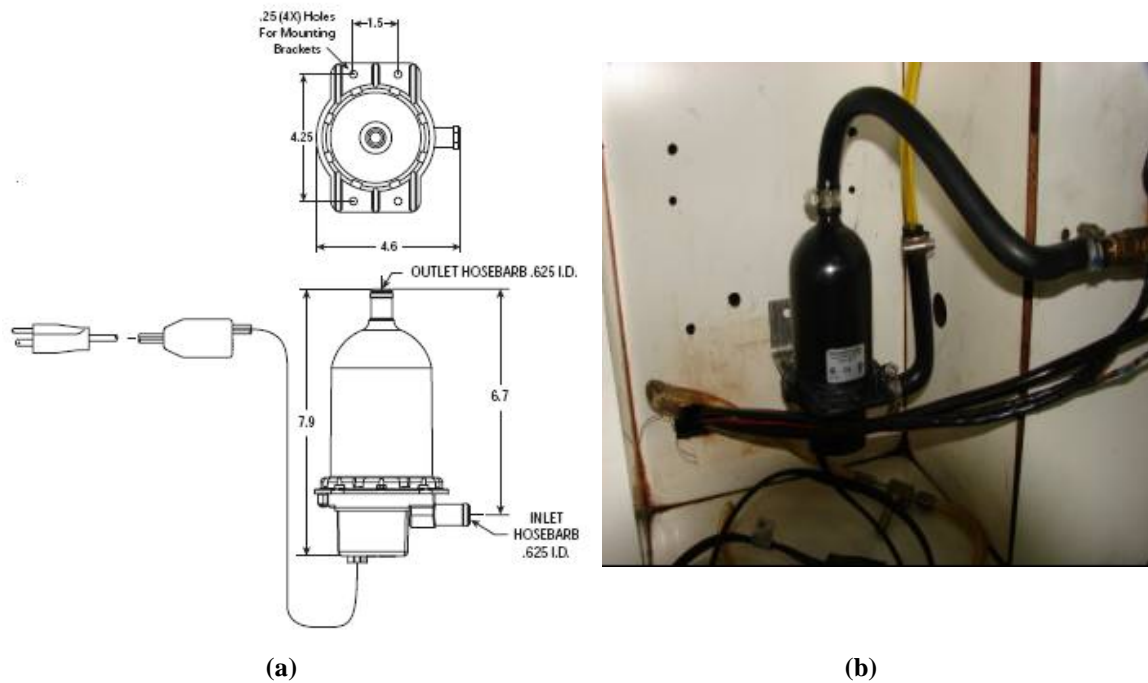 .25 (4X) Holes
For Mounting
Brackets
1.5
4.25
4.6
OUTLET HOSEBARB .625 I.D.
7.9
6.7
INLET
HOSEBARB
.625 I.D.
(a)
(b)